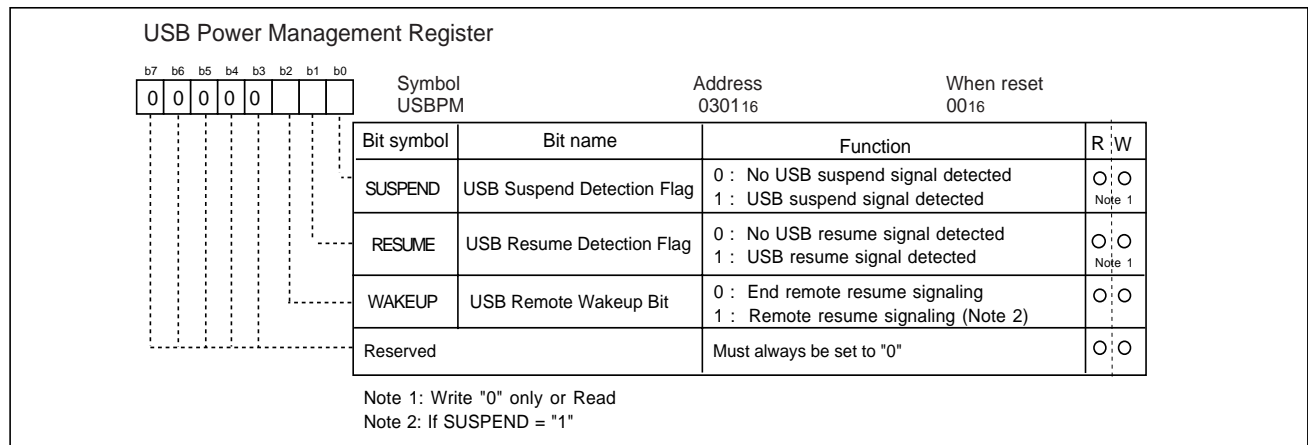 USB Power Management Register
b7 b6 b5 b4 b3 b2 b1 b0
0 0 0 0 0
Symbol Address When reset
USBPM 030116 0016
Bit symbol Bit name Function R W
SUSPEND USB Suspend Detection Flag 0 : No USB suspend signal detected
1 : USB suspend signal detected
Note 1
RESUME USB Resume Detection Flag 0 : No USB resume signal detected
1 : USB resume signal detected
Note 1
WAKEUP USB Remote Wakeup Bit 0 : End remote resume signaling
1 : Remote resume signaling (Note 2)
Reserved Must always be set to "0"
Note 1: Write "0" only or Read
Note 2: If SUSPEND = "1"